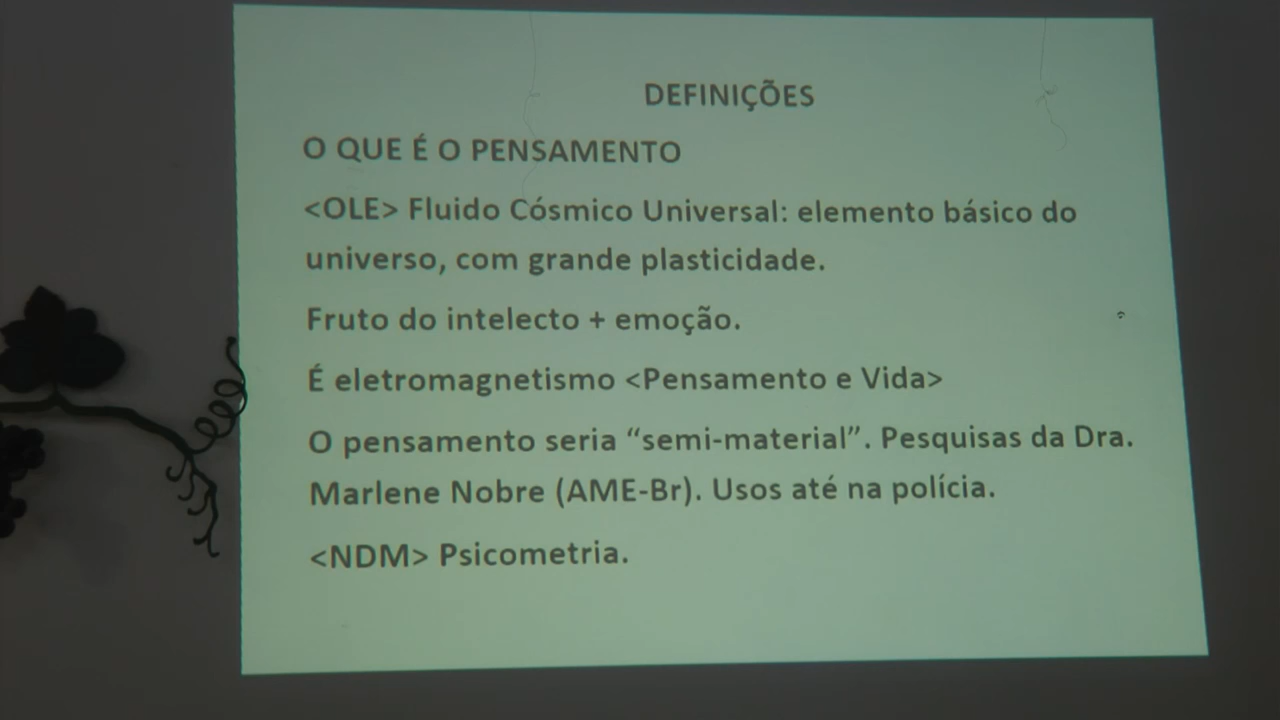 DEFINIÇÕES
O QUE É O PENSAMENTO
<OLE> Fluido Cósmico Universal: elemento básico do
universo, com grande plasticidade.
Fruto do intelecto + emoção.
É eletromagnetismo <Pensamento e Vida>
O pensamento seria “semi-material”. Pesquisas da Dra.
Marlene Nobre (AME-Br). Usos até na polícia.
<NDM> Psicometria.